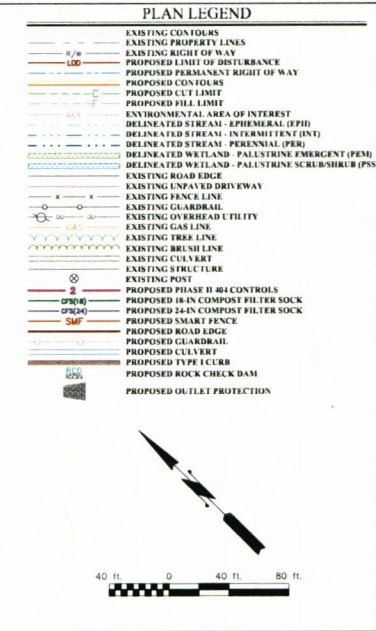 PLAN LEGEND
EXISTING CONTOURS
EXISTING PROPERTY LINES
R/W EXISTING RIGHT OF WAY
LOD PROPOSED LIMIT OF DISTURBANCE
PROPOSED PERMANENT RIGHT OF WAY
PROPOSED CONTOURS
C PROPOSED CUT LIMIT
F PROPOSED FILL LIMIT
AOI ENVIRONMENTAL AREA OF INTEREST
DELINEATED STREAM - EPHEMERAL (EPH)
DELINEATED STREAM - INTERMITTENT (INT)
DELINEATED STREAM - PERENNIAL (PER)
DELINEATED WETLAND - PALUSTRINE EMERGENT (PEM)
DELINEATED WETLAND - PALUSTRINE SCRUB/SHRUB (PSS
EXISTING ROAD EDGE
EXISTING UNPAVED DRIVEWAY
x x EXISTING FENCE LINE
EXISTING GUARDRAIL
EXISTING OVERHEAD UTILITY
GAS EXISTING GAS LINE
EXISTING TREE LINE
EXISTING BRUSH LINE
EXISTING CULVERT
EXISTING STRUCTURE
EXISTING POST
2 PROPOSED PHASE II 404 CONTROLS
CFS(18) PROPOSED 18-IN COMPOST FILTER SOCK
CFS(24) PROPOSED 24-IN COMPOST FILTER SOCK
SMF PROPOSED SMART FENCE
PROPOSED ROAD EDGE
PROPOSED GUARDRAIL
PROPOSED CULVERT
PROPOSED TYPE I CURB
RCD PROPOSED ROCK CHECK DAM
PROPOSED OUTLET PROTECTION
40 ft. 0 40 ft. 80 ft.